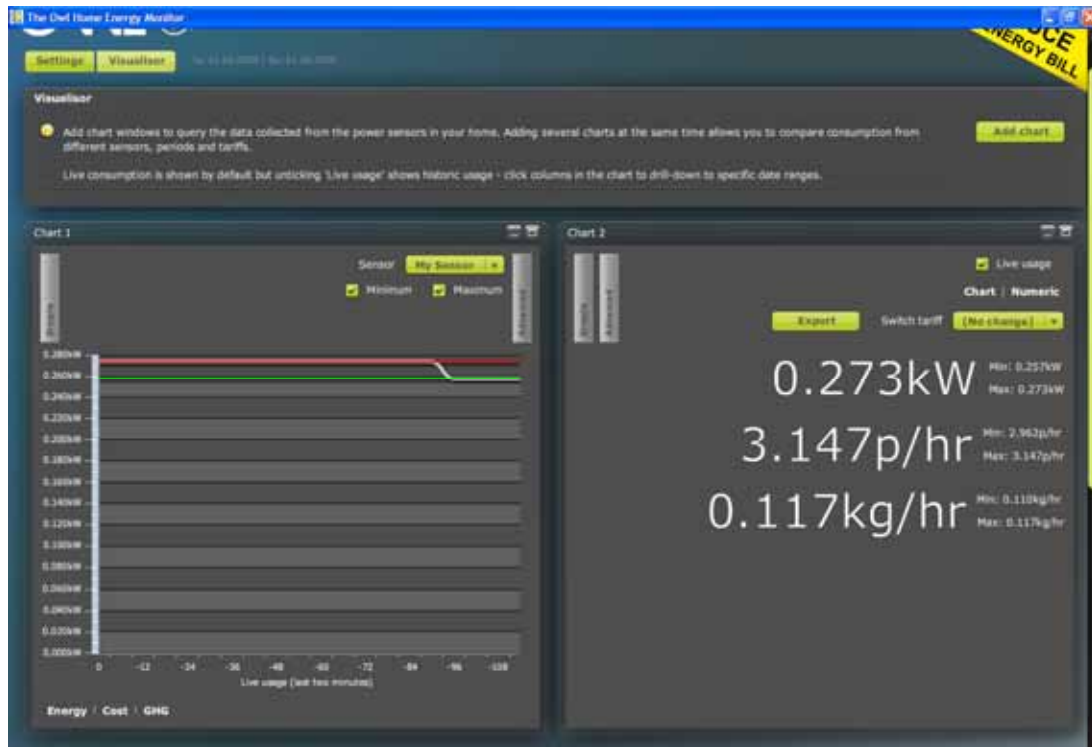 The Owl Home Energy Monitor
UCE
ENERGY BILL
Settings Visualiser
Visualisor
Add chart windows to query the data collected from the power sensors in your home. Adding several charts at the same time allows you to compare consumption from
different sensors, periods and tariffs.
Add chart
Live consumption is shown by default but unticking 'Live usage' shows historic usage - click columns in the chart to drill-down to specific date ranges.
Chart 1
Sensor My Sensor
Minimum Maximum
Advanced
0.280kW
0.260kW
0.240kW
0.220kW
0.200kW
0.180kW
0.160kW
0.140kW
0.120kW
0.100kW
0.080kW
0.060kW
0.040kW
0.020kW
0.000kW
0 -12 -24 -36 -48 -60 -72 -84 -96 -108
Live usage (last two minutes)
Energy / Cost / GHG
Chart 2
Live usage
Chart | Numeric
Export Switch tariff (No change)
Advanced
0.273kW
Min: 0.257kW
Max: 0.273kW
3.147p/hr
Min: 2.962p/hr
Max: 3.147p/hr
0.117kg/hr
Min: 0.110kg/hr
Max: 0.117kg/hr